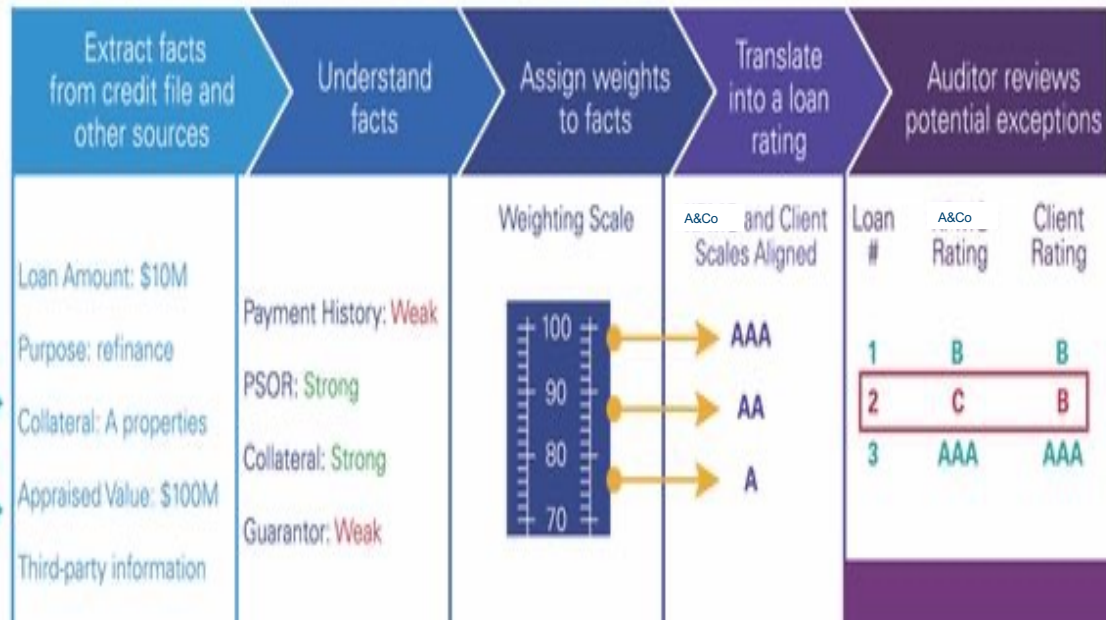 Extract facts
from credit file and
other sources
Understand
facts
Assign weights
to facts
Translate
into a loan
rating
Auditor reviews
potential exceptions
Loan Amount: $10M
Purpose: refinance
Collateral: A properties
Appraised Value: $100M
Third-party information
Payment History: Weak
PSOR: Strong
Collateral: Strong
Guarantor: Weak
Weighting Scale
100
90
80
70
A&Co and Client
Scales Aligned
AAA
AA
A
Loan # A&Co Rating Client Rating
1 B B
2 C B
3 AAA AAA